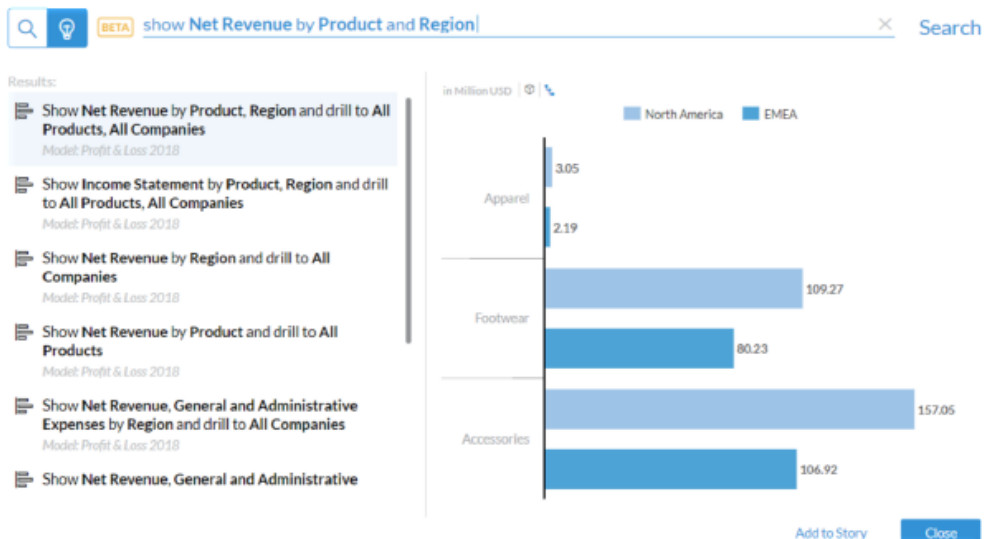 BETA show Net Revenue by Product and Region Search
Results:
Show Net Revenue by Product, Region and drill to All
Products, All Companies
Model: Profit & Loss 2018
Show Income Statement by Product, Region and drill
to All Products, All Companies
Model: Profit & Loss 2018
Show Net Revenue by Region and drill to All
Companies
Model: Profit & Loss 2018
Show Net Revenue by Product and drill to All
Products
Model: Profit & Loss 2018
Show Net Revenue, General and Administrative
Expenses by Region and drill to All Companies
Model: Profit & Loss 2018
Show Net Revenue, General and Administrative
in Million USD
North America EMEA
Apparel
3.05
2.19
Footwear
109.27
80.23
Accessories
157.05
106.92
Add to Story Close